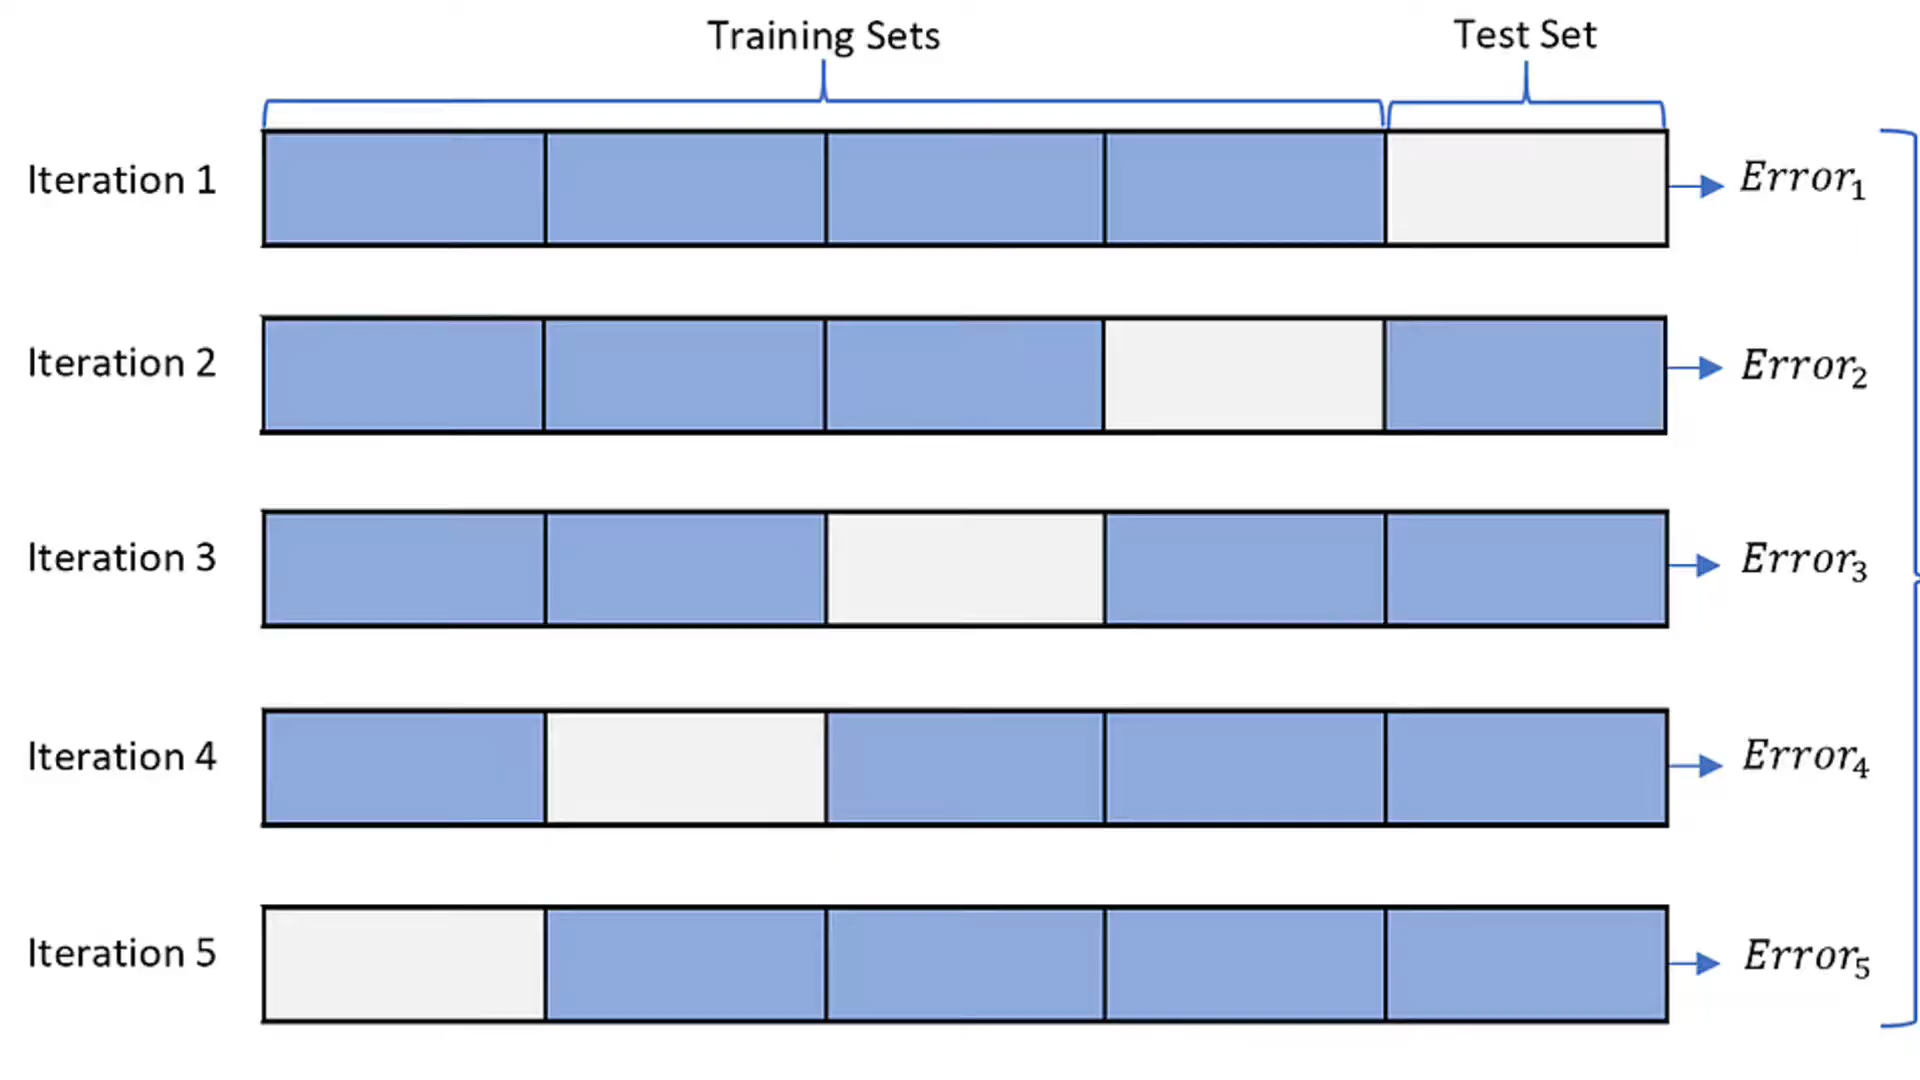 Training Sets
Test Set
Iteration 1
Error₁
Iteration 2
Error₂
Iteration 3
Error₃
Iteration 4
Error₄
Iteration 5
Error₅